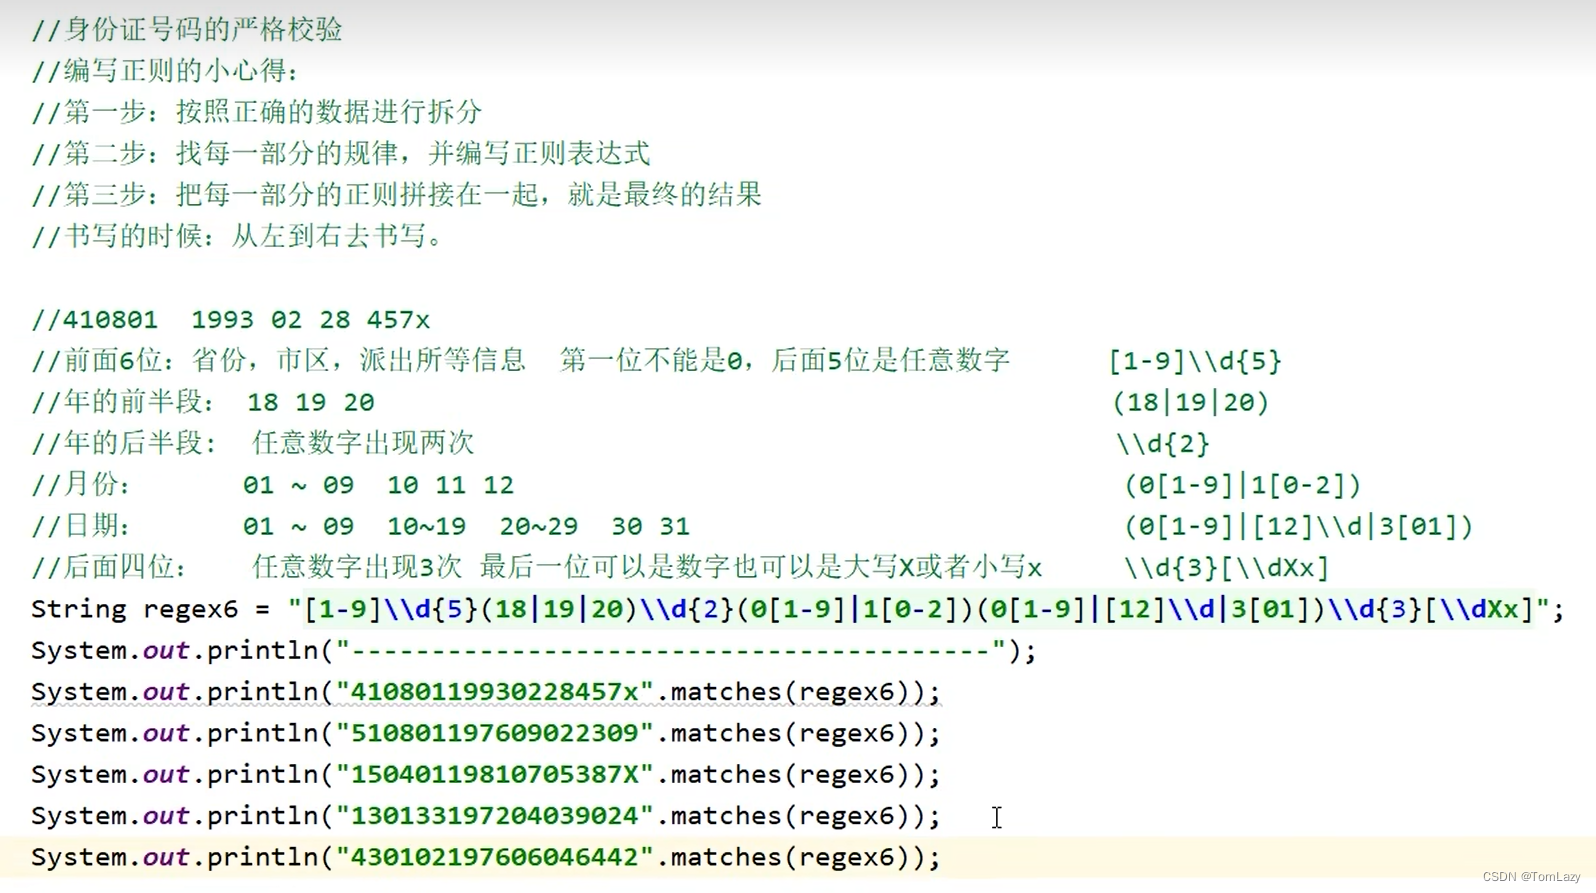 //身份证号码的严格校验
//编写正则的小心得:
//第一步: 按照正确的数据进行拆分
//第二步: 找每一部分的规律, 并编写正则表达式
//第三步: 把每一部分的正则拼接在一起, 就是最终的结果
//书写的时候: 从左到右去书写。
//410801  1993 02 28 457x
//前面6位: 省份, 市区, 派出所等信息  第一位不能是0, 后面5位是任意数字       [1-9]\\d{5}
//年的前半段:  18 19 20       (18|19|20)
//年的后半段:  任意数字出现两次       \\d{2}
//月份:       01 ~ 09  10 11 12       (0[1-9]|1[0-2])
//日期:       01 ~ 09  10~19  20~29  30 31       (0[1-9]|[12]\\d|3[01])
//后面四位:    任意数字出现3次 最后一位可以是数字也可以是大写X或者小写x       \\d{3}[\\dXx]
String regex6 = "[1-9]\\d{5}(18|19|20)\\d{2}(0[1-9]|1[0-2])(0[1-9]|[12]\\d|3[01])\\d{3}[\\dXx]";
System.out.println("----------------------------------------");
System.out.println("41080119930228457x".matches(regex6));
System.out.println("510801197609022309".matches(regex6));
System.out.println("15040119810705387X".matches(regex6));
System.out.println("130133197204039024".matches(regex6));
System.out.println("430102197606046442".matches(regex6));
CSDN @TomLazy